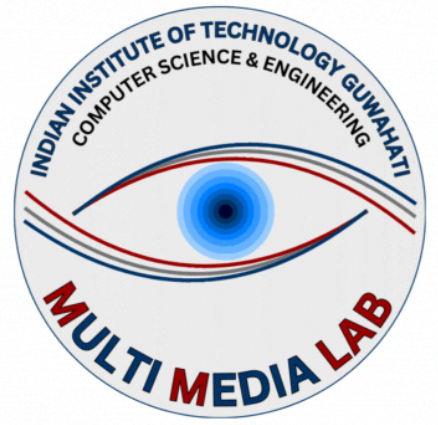 INDIAN INSTITUTE OF TECHNOLOGY GUWAHATI
COMPUTER SCIENCE & ENGINEERING
MULTI MEDIA LAB